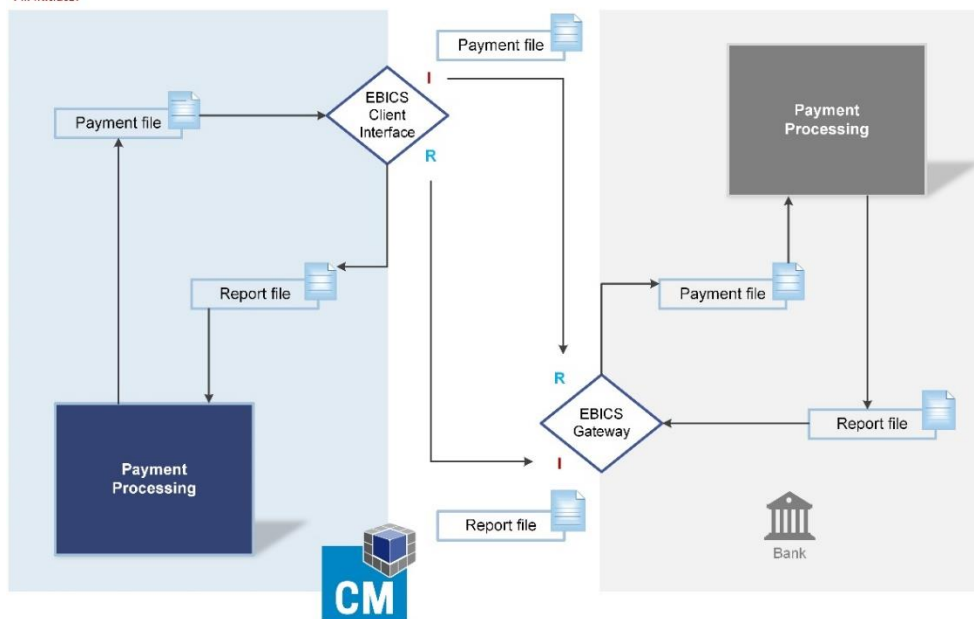 Payment file
I
EBICS
Client
Interface
Payment file
R
Payment
Processing
Report file
Payment file
R
EBICS
Gateway
Report file
I
Payment
Processing
Report file
Bank
CM